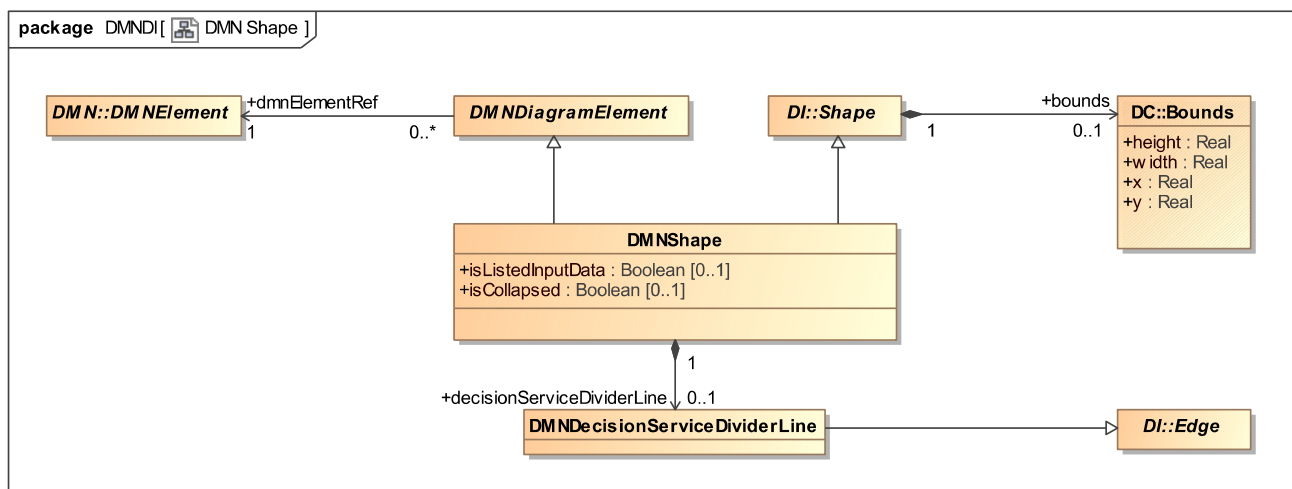 package DMNDI[ DMN Shape ]
DMN::DMNElement
+dmnElementRef
1
0..*
DMNDiagramElement
DI::Shape
1
+bounds
0..1
DC::Bounds
+height : Real
+width : Real
+x : Real
+y : Real
DMNShape
+isListedInputData : Boolean [0..1]
+isCollapsed : Boolean [0..1]
1
+decisionServiceDividerLine
0..1
DMNDecisionServiceDividerLine
DI::Edge